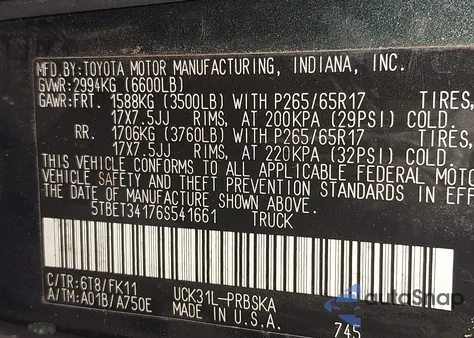 MFD.BY:TOYOTA MOTOR MANUFACTURING, INDIANA, INC.
GVWR:2994KG (6600LB)
GAWR:FRT. 1588KG (3500LB) WITH P265/65R17 TIRES,
17X7.5JJ RIMS, AT 200KPA (29PSI) COLD.
RR. 1706KG (3760LB) WITH P265/65R17 TIRES,
17X7.5JJ RIMS, AT 220KPA (32PSI) COLD.
THIS VEHICLE CONFORMS TO ALL APPLICABLE FEDERAL MOTO
VEHICLE SAFETY AND THEFT PREVENTION STANDARDS IN EFF
THE DATE OF MANUFACTURE SHOWN ABOVE.
5TBET34176S541661 TRUCK
C/TR:6T8/FK11 UCK31L-PRBSKA
A/TM:A01B/A750E MADE IN U.S.A. 745
autoSnap